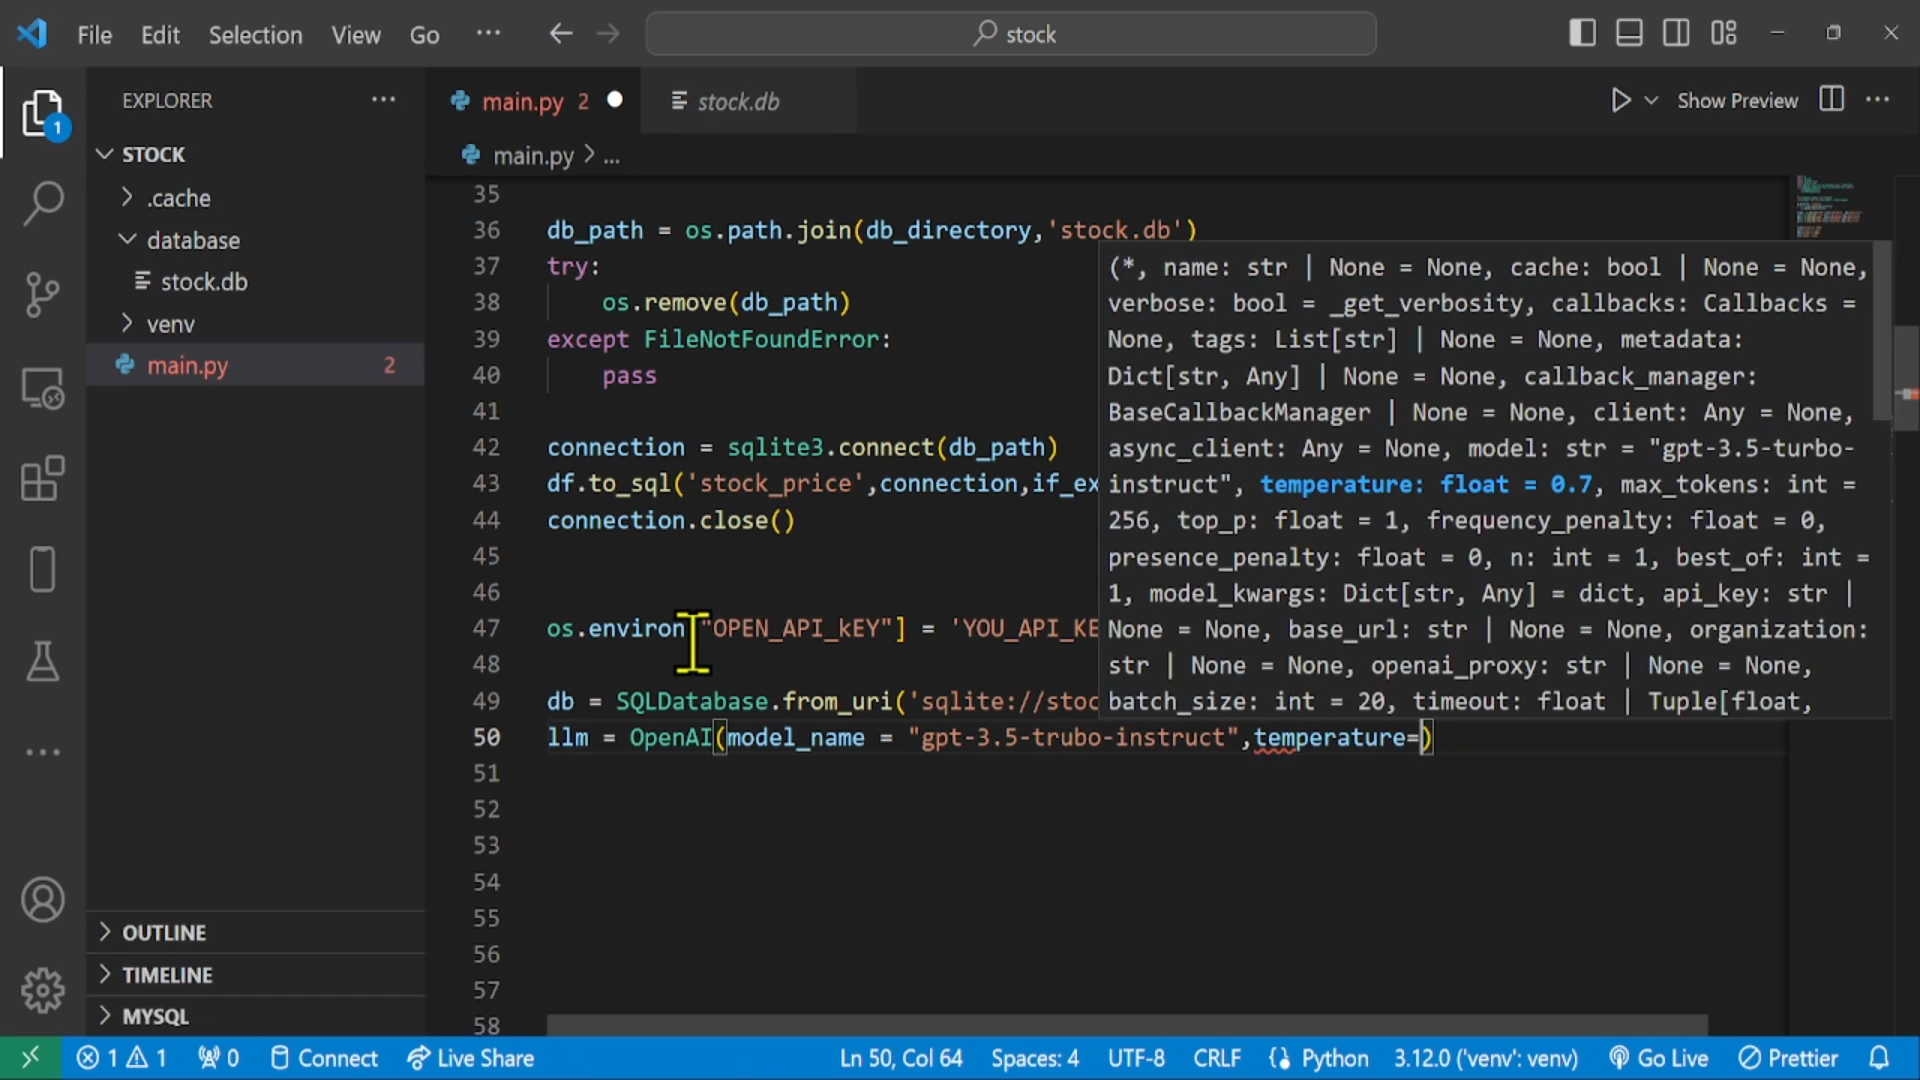 File Edit Selection View Go ... stock
EXPLORER ...
main.py 2 stock.db Show Preview ...
main.py > ...
STOCK
.cache
database
stock.db
venv
main.py 2
1
35
36 db_path = os.path.join(db_directory,'stock.db')
37 try:
38 os.remove(db_path)
39 except FileNotFoundError:
40 pass
41
42 connection = sqlite3.connect(db_path)
43 df.to_sql('stock_price',connection,if_ex
44 connection.close()
45
46
47 os.environ "OPEN_API_kEY"] = 'YOU_API_KE
48
49 db = SQLDatabase.from_uri('sqlite://stoc
50 llm = OpenAI(model_name = "gpt-3.5-trubo-instruct",temperature=)
51
52
53
54
55
56
57
58
(*, name: str | None = None, cache: bool | None = None,
verbose: bool = _get_verbosity, callbacks: Callbacks =
None, tags: List[str] | None = None, metadata:
Dict[str, Any] | None = None, callback_manager:
BaseCallbackManager | None = None, client: Any = None,
async_client: Any = None, model: str = "gpt-3.5-turbo-
instruct", temperature: float = 0.7, max_tokens: int =
256, top_p: float = 1, frequency_penalty: float = 0,
presence_penalty: float = 0, n: int = 1, best_of: int =
1, model_kwargs: Dict[str, Any] = dict, api_key: str |
None = None, base_url: str | None = None, organization:
str | None = None, openai_proxy: str | None = None,
batch_size: int = 20, timeout: float | Tuple[float,
OUTLINE
TIMELINE
MYSQL
1 1 0 Connect Live Share Ln 50, Col 64 Spaces: 4 UTF-8 CRLF Python 3.12.0 ('venv': venv) Go Live Prettier